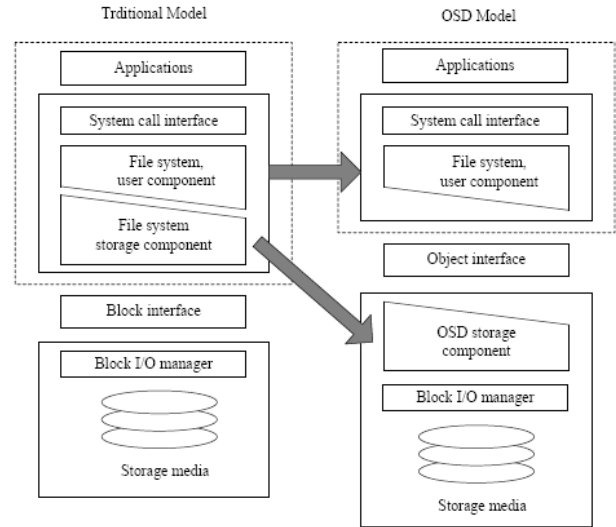 Trditional Model
Applications
System call interface
File system,
user component
File system
storage component
Block interface
Block I/O manager
Storage media
OSD Model
Applications
System call interface
File system,
user component
Object interface
OSD storage
component
Block I/O manager
Storage media